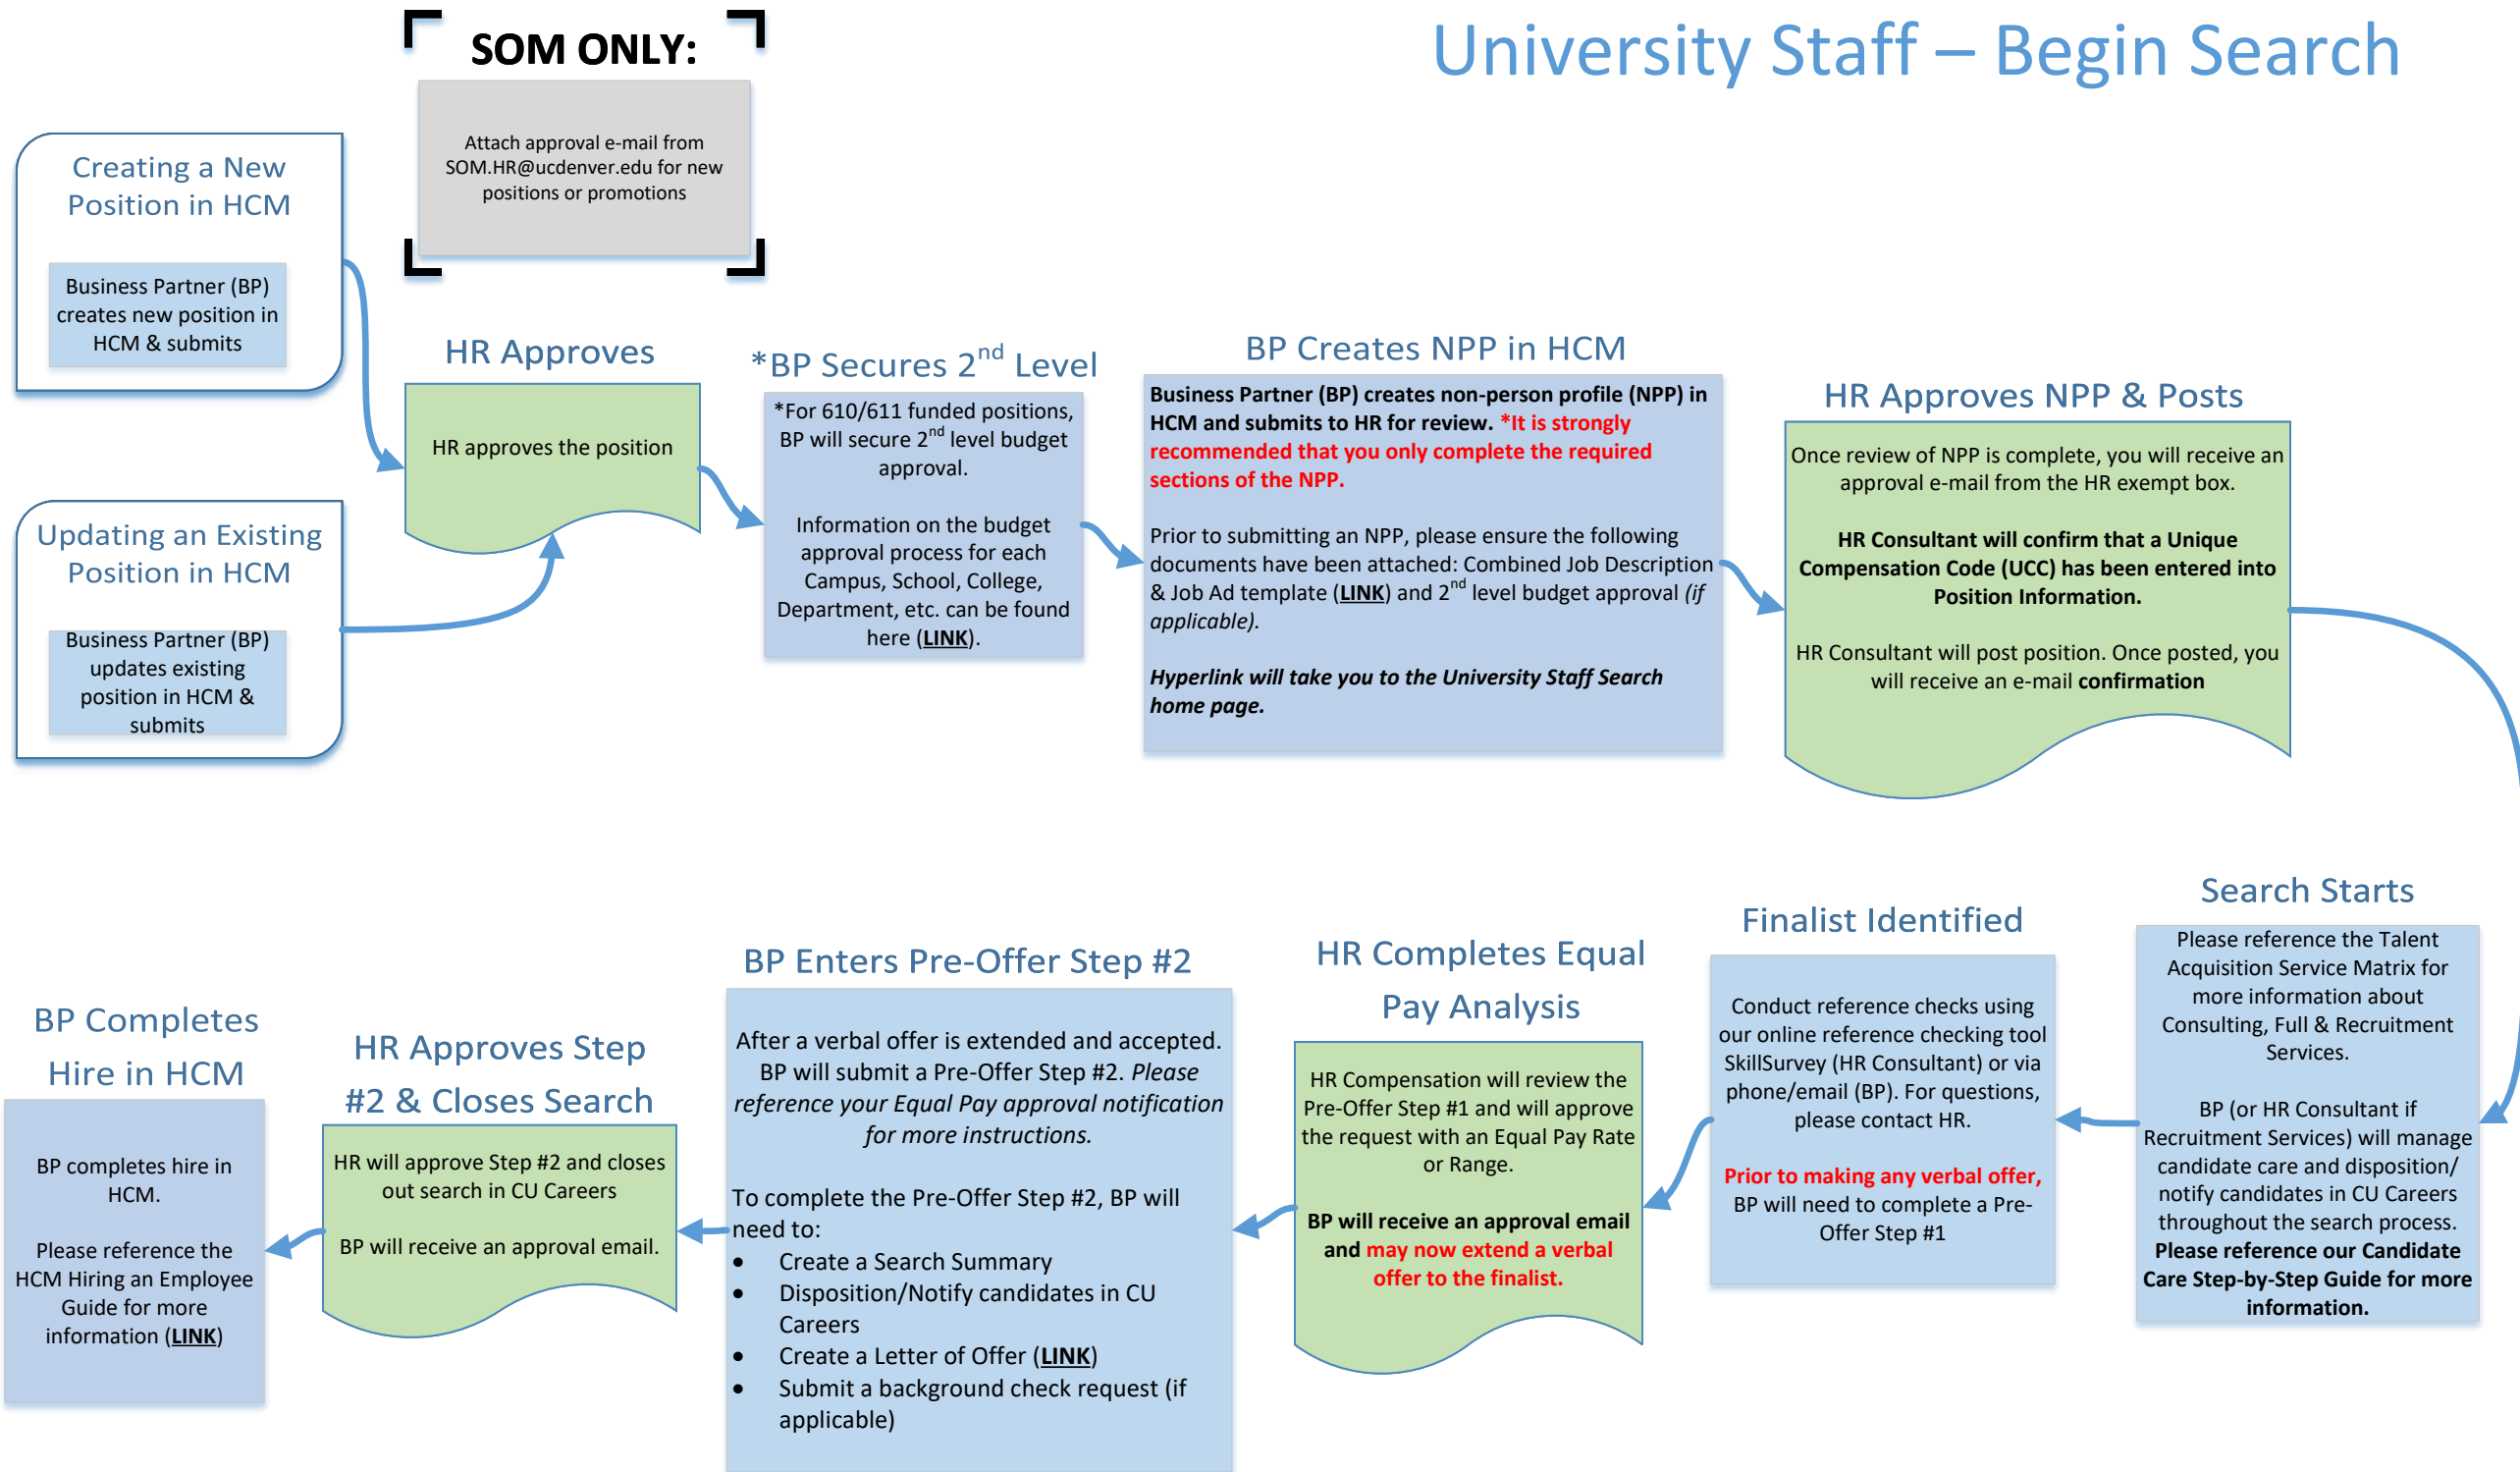 University Staff – Begin Search
SOM ONLY:
Attach approval e-mail from
SOM.HR@ucdenver.edu for new
positions or promotions
Creating a New
Position in HCM
Business Partner (BP)
creates new position in
HCM & submits
Updating an Existing
Position in HCM
Business Partner (BP)
updates existing
position in HCM &
submits
HR Approves
HR approves the position
*BP Secures 2nd Level
*For 610/611 funded positions,
BP will secure 2nd level budget
approval.
Information on the budget
approval process for each
Campus, School, College,
Department, etc. can be found
here (LINK).
BP Creates NPP in HCM
Business Partner (BP) creates non-person profile (NPP) in
HCM and submits to HR for review. *It is strongly
recommended that you only complete the required
sections of the NPP.
Prior to submitting an NPP, please ensure the following
documents have been attached: Combined Job Description
& Job Ad template (LINK) and 2nd level budget approval (if
applicable).
Hyperlink will take you to the University Staff Search
home page.
HR Approves NPP & Posts
Once review of NPP is complete, you will receive an
approval e-mail from the HR exempt box.
HR Consultant will confirm that a Unique
Compensation Code (UCC) has been entered into
Position Information.
HR Consultant will post position. Once posted, you
will receive an e-mail confirmation
Search Starts
Please reference the Talent
Acquisition Service Matrix for
more information about
Consulting, Full & Recruitment
Services.
BP (or HR Consultant if
Recruitment Services) will manage
candidate care and disposition/
notify candidates in CU Careers
throughout the search process.
Please reference our Candidate
Care Step-by-Step Guide for more
information.
Finalist Identified
Conduct reference checks using
our online reference checking tool
SkillSurvey (HR Consultant) or via
phone/email (BP). For questions,
please contact HR.
Prior to making any verbal offer,
BP will need to complete a Pre-
Offer Step #1
HR Completes Equal
Pay Analysis
HR Compensation will review the
Pre-Offer Step #1 and will approve
the request with an Equal Pay Rate
or Range.
BP will receive an approval email
and may now extend a verbal
offer to the finalist.
BP Enters Pre-Offer Step #2
After a verbal offer is extended and accepted.
BP will submit a Pre-Offer Step #2. Please
reference your Equal Pay approval notification
for more instructions.
To complete the Pre-Offer Step #2, BP will
need to:
• Create a Search Summary
• Disposition/Notify candidates in CU
Careers
• Create a Letter of Offer (LINK)
• Submit a background check request (if
applicable)
HR Approves Step
#2 & Closes Search
HR will approve Step #2 and closes
out search in CU Careers
BP will receive an approval email.
BP Completes
Hire in HCM
BP completes hire in
HCM.
Please reference the
HCM Hiring an Employee
Guide for more
information (LINK)